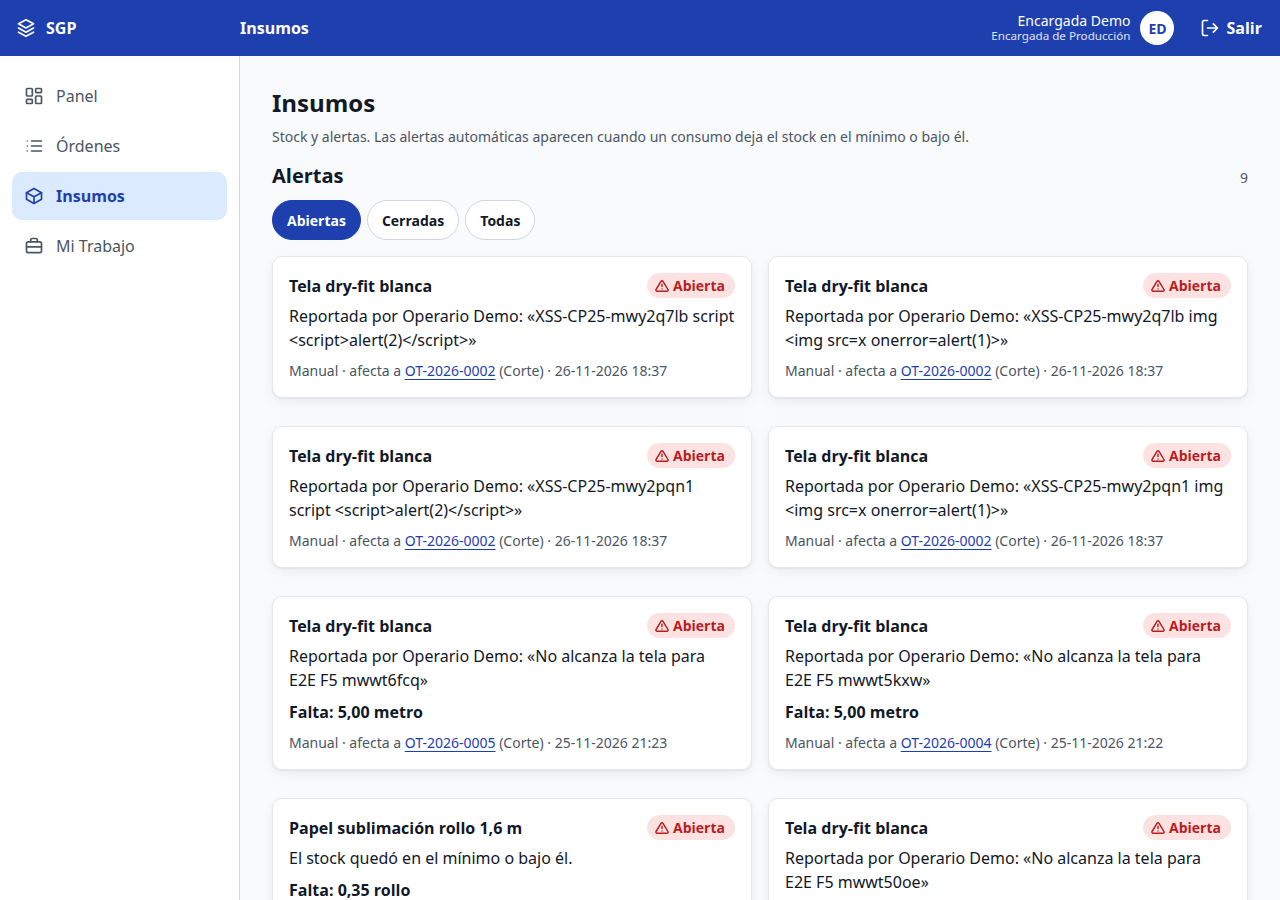 SGP
Insumos
Encargada Demo
Encargada de Producción
ED
Salir
Panel
Órdenes
Insumos
Mi Trabajo
Insumos
Stock y alertas. Las alertas automáticas aparecen cuando un consumo deja el stock en el mínimo o bajo él.
Alertas
9
Abiertas
Cerradas
Todas
Tela dry-fit blanca
Abierta
Reportada por Operario Demo: «XSS-CP25-mwy2q7lb script
<script>alert(2)</script>»
Manual · afecta a OT-2026-0002 (Corte) · 26-11-2026 18:37
Tela dry-fit blanca
Abierta
Reportada por Operario Demo: «XSS-CP25-mwy2q7lb img
<img src=x onerror=alert(1)>»
Manual · afecta a OT-2026-0002 (Corte) · 26-11-2026 18:37
Tela dry-fit blanca
Abierta
Reportada por Operario Demo: «XSS-CP25-mwy2pqn1
script <script>alert(2)</script>»
Manual · afecta a OT-2026-0002 (Corte) · 26-11-2026 18:37
Tela dry-fit blanca
Abierta
Reportada por Operario Demo: «XSS-CP25-mwy2pqn1 img
<img src=x onerror=alert(1)>»
Manual · afecta a OT-2026-0002 (Corte) · 26-11-2026 18:37
Tela dry-fit blanca
Abierta
Reportada por Operario Demo: «No alcanza la tela para
E2E F5 mwwt6fcq»
Falta: 5,00 metro
Manual · afecta a OT-2026-0005 (Corte) · 25-11-2026 21:23
Tela dry-fit blanca
Abierta
Reportada por Operario Demo: «No alcanza la tela para
E2E F5 mwwt5kxw»
Falta: 5,00 metro
Manual · afecta a OT-2026-0004 (Corte) · 25-11-2026 21:22
Papel sublimación rollo 1,6 m
Abierta
El stock quedó en el mínimo o bajo él.
Falta: 0,35 rollo
Tela dry-fit blanca
Abierta
Reportada por Operario Demo: «No alcanza la tela para
E2E F5 mwwt50oe»